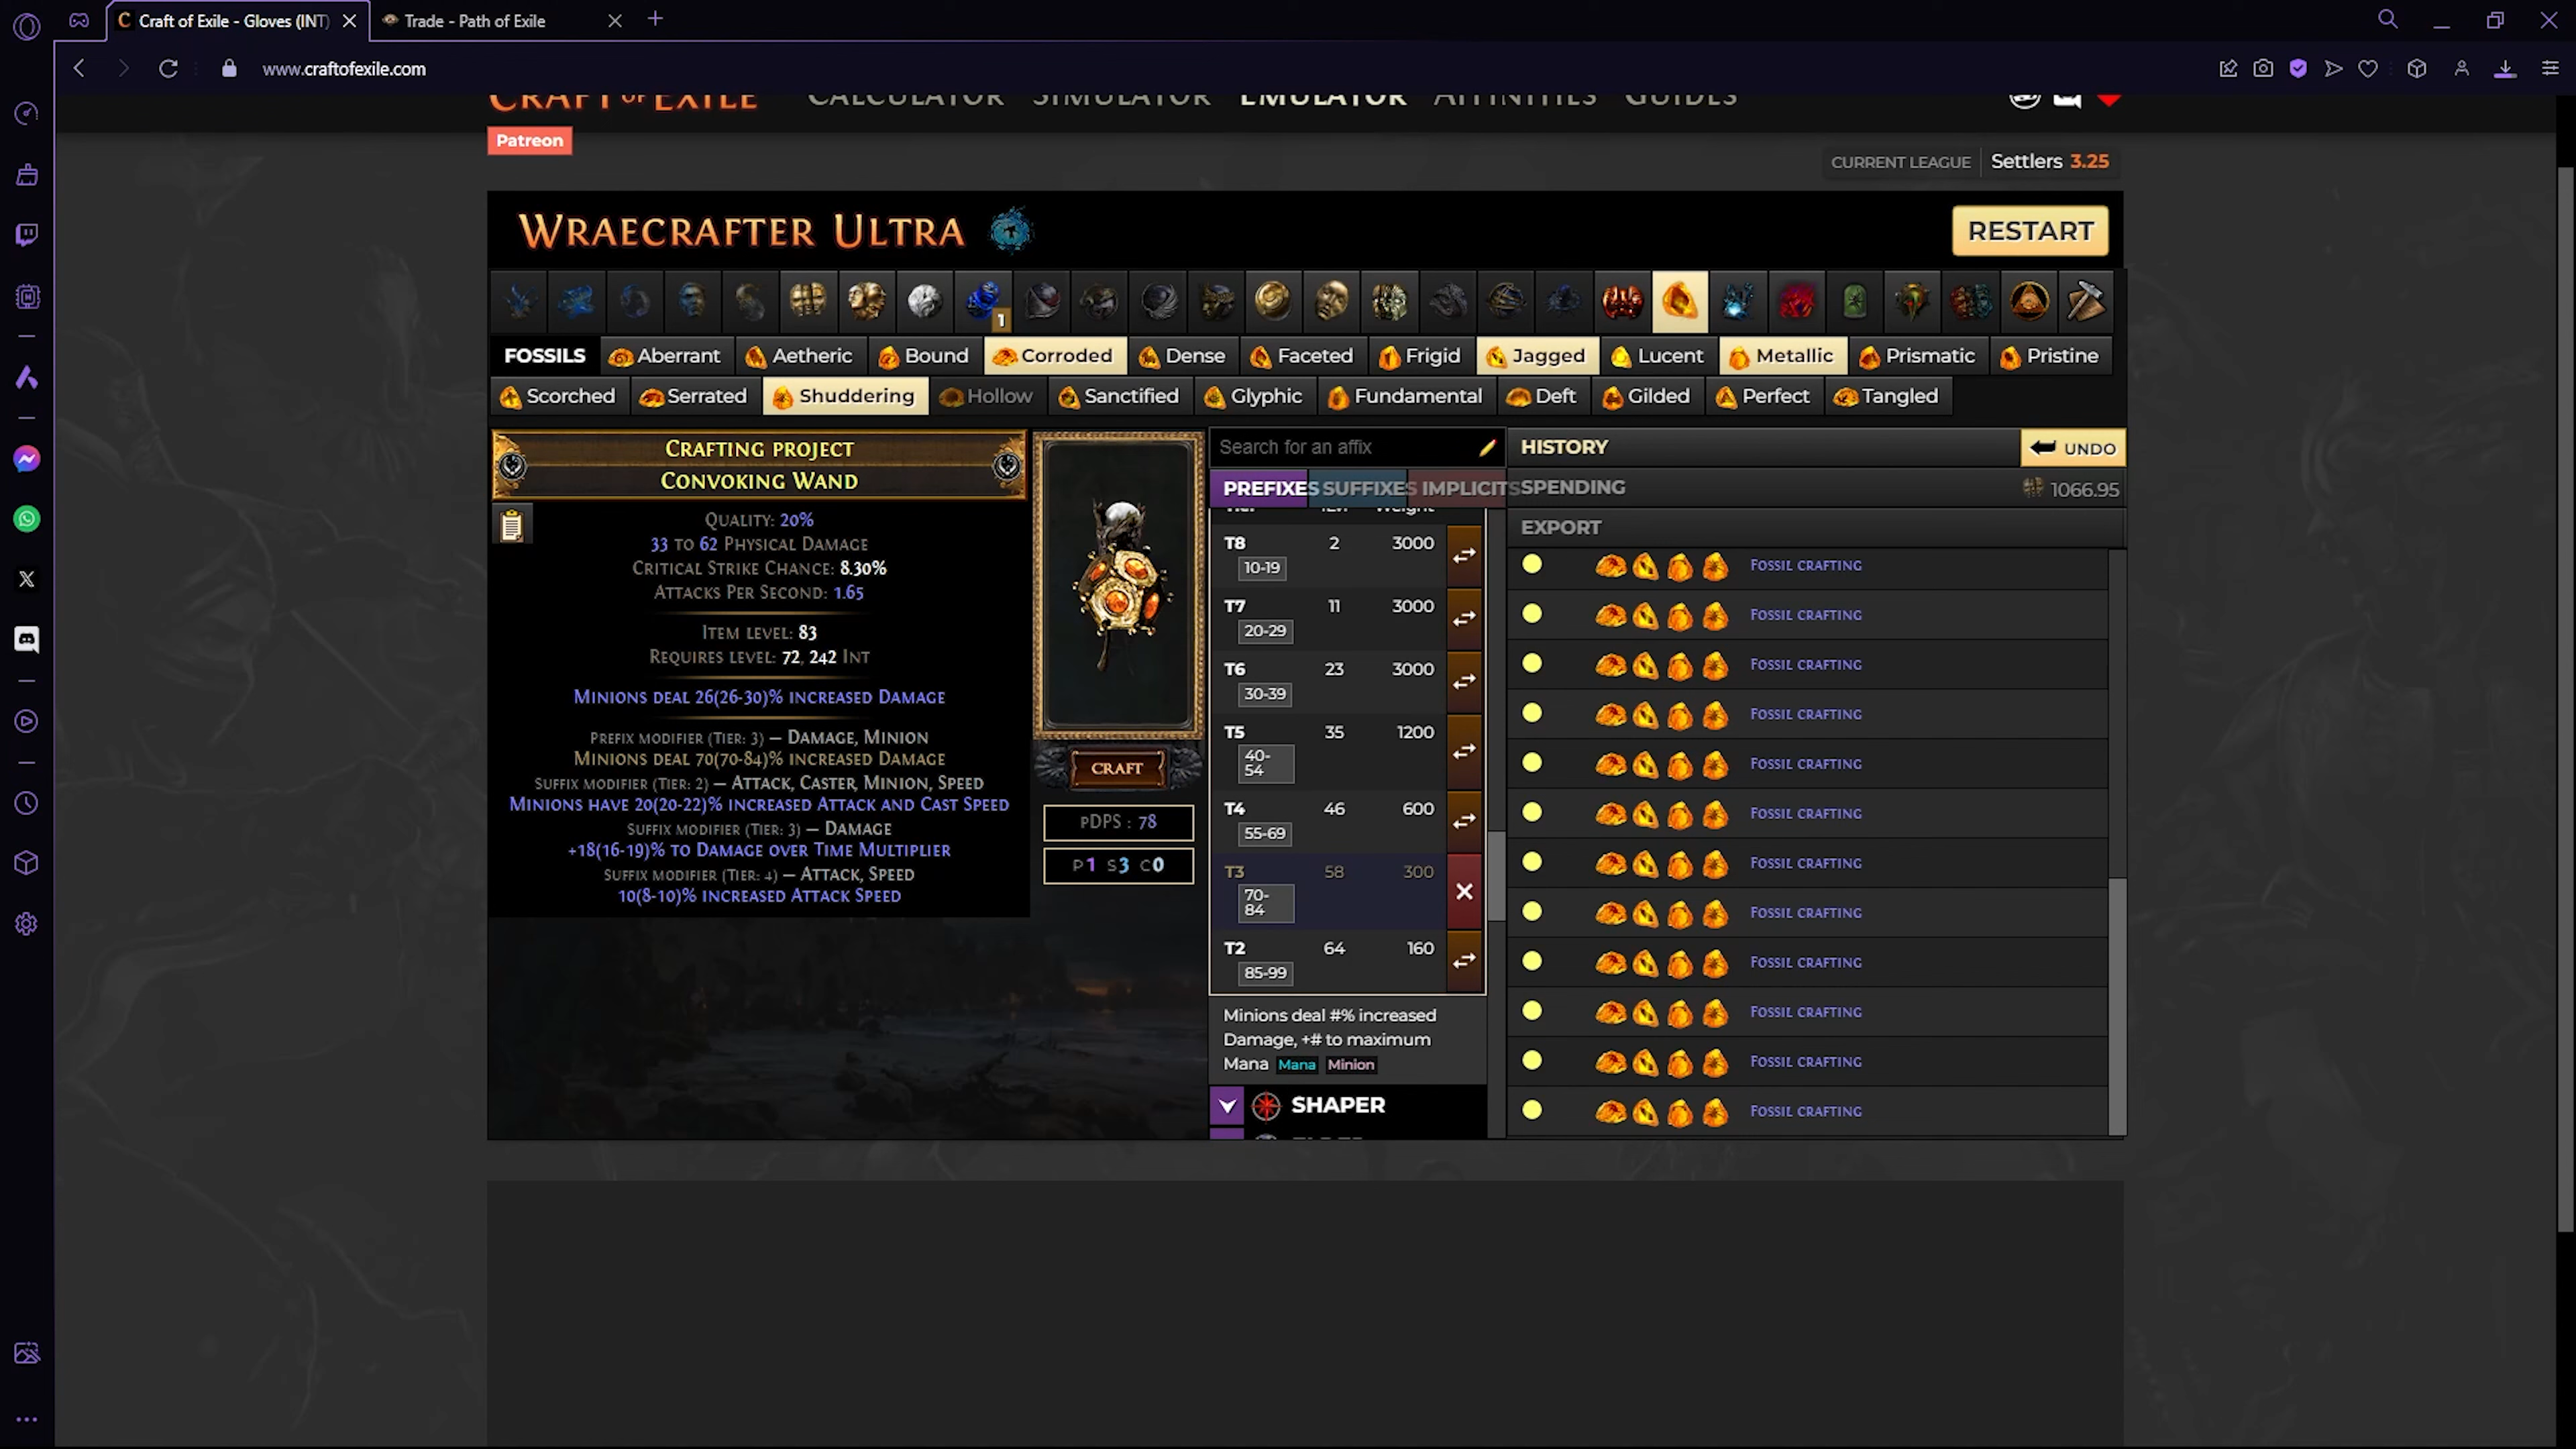 Craft of Exile - Gloves (INT) Trade - Path of Exile
www.craftofexile.com
CRAFT OF EXILE CALCULATOR SIMULATOR EMULATOR AFFINITIES GUIDES
Patreon
CURRENT LEAGUE Settlers 3.25
WRAECRAFTER ULTRA RESTART
1
FOSSILS Aberrant Aetheric Bound Corroded Dense Faceted Frigid Jagged Lucent Metallic Prismatic Pristine
Scorched Serrated Shuddering Hollow Sanctified Glyphic Fundamental Deft Gilded Perfect Tangled
CRAFTING PROJECT
CONVOKING WAND
QUALITY: 20%
33 TO 62 PHYSICAL DAMAGE
CRITICAL STRIKE CHANCE: 8.30%
ATTACKS PER SECOND: 1.65
ITEM LEVEL: 83
REQUIRES LEVEL: 72, 242 INT
MINIONS DEAL 26(26-30)% INCREASED DAMAGE
PREFIX MODIFIER (TIER: 3) — DAMAGE, MINION
MINIONS DEAL 70(70-84)% INCREASED DAMAGE
SUFFIX MODIFIER (TIER: 2) — ATTACK, CASTER, MINION, SPEED
MINIONS HAVE 20(20-22)% INCREASED ATTACK AND CAST SPEED
SUFFIX MODIFIER (TIER: 3) — DAMAGE
+18(16-19)% TO DAMAGE OVER TIME MULTIPLIER
SUFFIX MODIFIER (TIER: 4) — ATTACK, SPEED
10(8-10)% INCREASED ATTACK SPEED
CRAFT
PDPS : 78
P1 S3 C0
Search for an affix
PREFIXES SUFFIXES IMPLICITS
T8 2 3000
10-19
T7 11 3000
20-29
T6 23 3000
30-39
T5 35 1200
40-
54
T4 46 600
55-69
T3 58 300
70-
84
T2 64 160
85-99
Minions deal #% increased
Damage, +# to maximum
Mana Mana Minion
SHAPER
HISTORY UNDO
SPENDING 1066.95
EXPORT
FOSSIL CRAFTING
FOSSIL CRAFTING
FOSSIL CRAFTING
FOSSIL CRAFTING
FOSSIL CRAFTING
FOSSIL CRAFTING
FOSSIL CRAFTING
FOSSIL CRAFTING
FOSSIL CRAFTING
FOSSIL CRAFTING
FOSSIL CRAFTING
FOSSIL CRAFTING